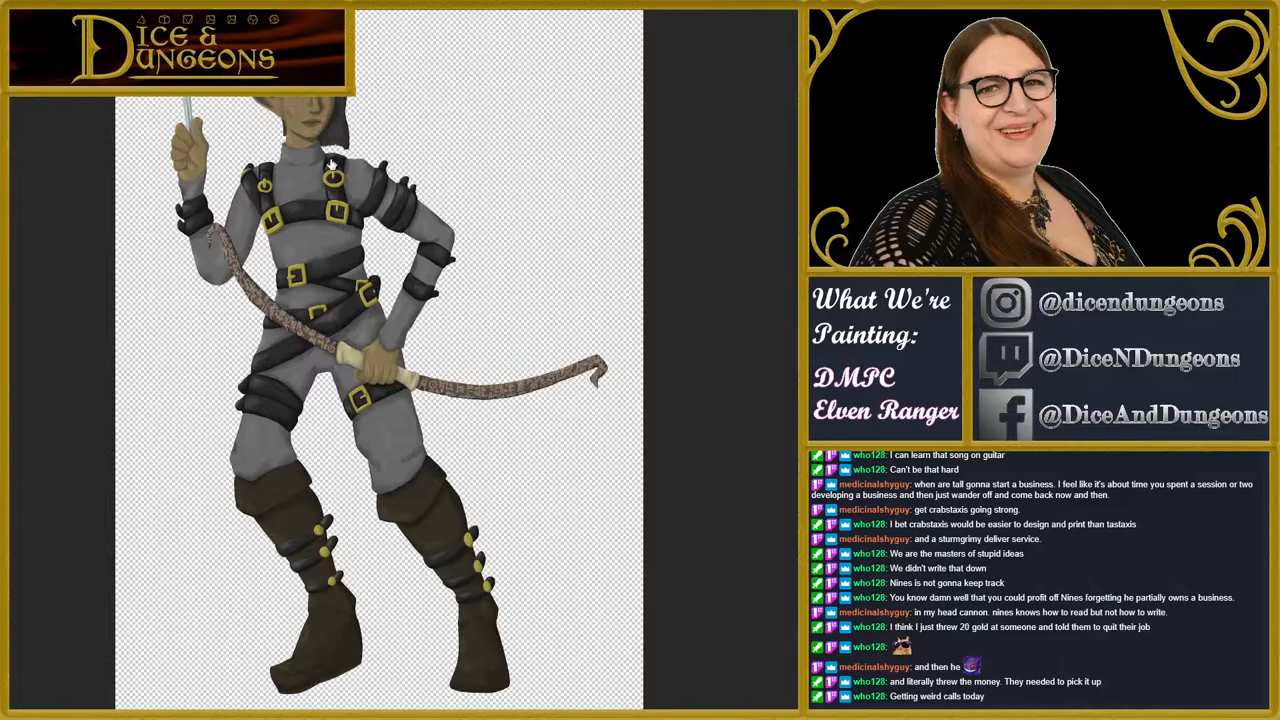 DICE &
DUNGEONS
What We're
Painting:
DMPC
Elven Ranger
@dicendungeons
@DiceNDungeons
@DiceAndDungeons
who128: I can learn that song on guitar
who128: Can't be that hard
medicinalshyguy: when are tall gonna start a business. I feel like it's about time you spent a session or two
developing a business and then just wander off and come back now and then.
medicinalshyguy: get crabstaxis going strong.
who128: I bet crabstaxis would be easier to design and print than tastaxis
medicinalshyguy: and a sturmgrimy deliver service.
who128: We are the masters of stupid ideas
who128: We didn't write that down
who128: Nines is not gonna keep track
who128: You know damn well that you could profit off Nines forgetting he partially owns a business.
medicinalshyguy: in my head cannon. nines knows how to read but not how to write.
who128: I think I just threw 20 gold at someone and told them to quit their job
who128:
medicinalshyguy: and then he
who128: and literally threw the money. They needed to pick it up
who128: Getting weird calls today